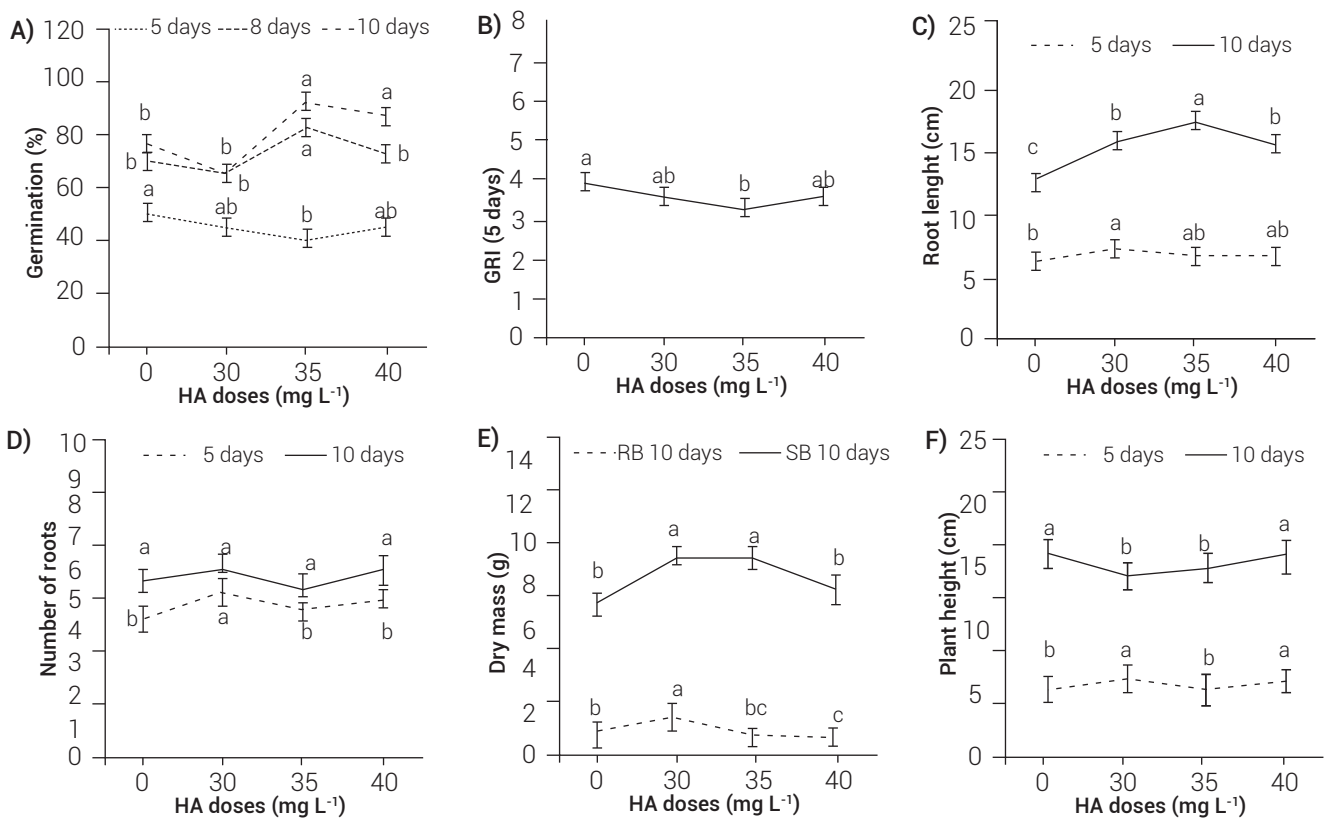 A)
5 days 8 days 10 days
120
100
80
60
40
20
0
Germination (%)
b
b
a
b
b
ab
a
a
b
a
b
ab
0 30 35 40
HA doses (mg L-1)
B)
8
7
6
5
4
3
2
1
0
GRI (5 days)
a
ab
b
ab
0 30 35 40
HA doses (mg L-1)
C)
5 days 10 days
25
20
15
10
5
0
Root lenght (cm)
c
b
a
b
b
a
ab
ab
0 30 35 40
HA doses (mg L-1)
D)
5 days 10 days
10
9
8
7
6
5
4
3
2
1
0
Number of roots
a
a
a
a
b
a
b
b
0 30 35 40
HA doses (mg L-1)
E)
RB 10 days SB 10 days
14
12
10
8
6
4
2
0
Dry mass (g)
b
a
a
b
b
a
bc
c
0 30 35 40
HA doses (mg L-1)
F)
5 days 10 days
25
20
15
10
5
0
Plant height (cm)
a
b
b
a
b
a
b
a
0 30 35 40
HA doses (mg L-1)